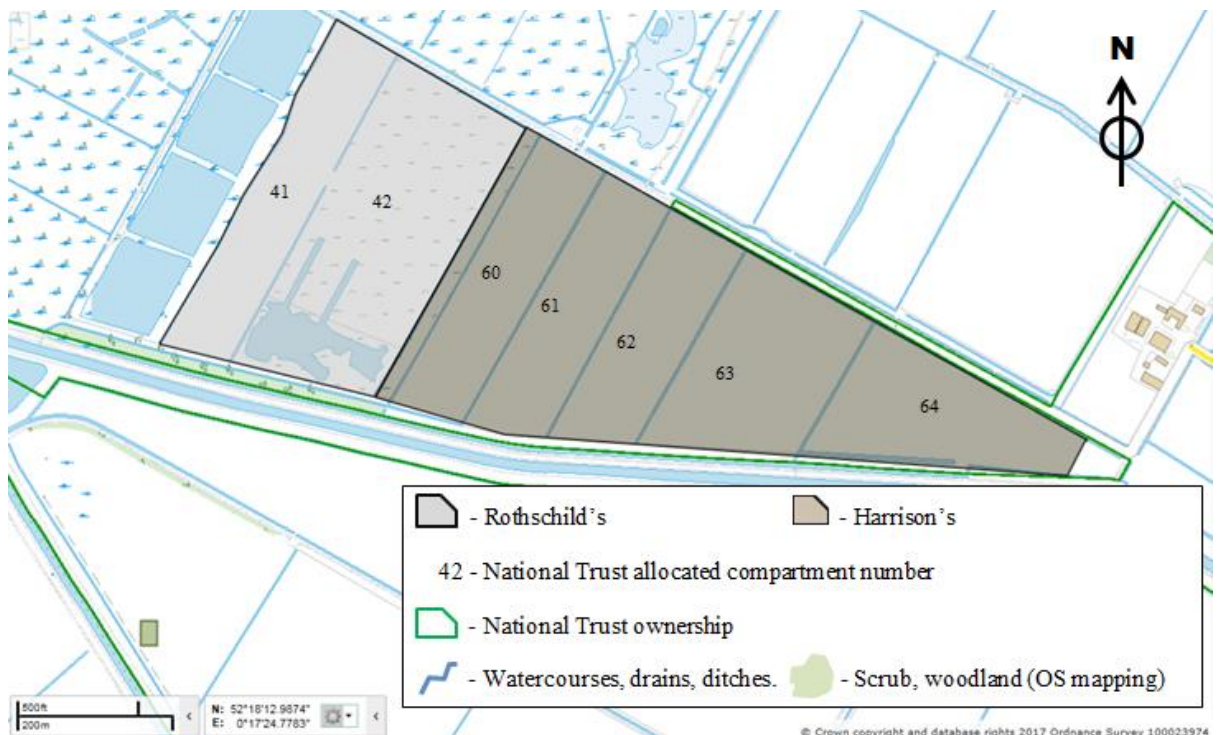 N
41
42
60
61
62
63
64
- Rothschild's
- Harrison's
42 - National Trust allocated compartment number
- National Trust ownership
- Watercourses, drains, ditches.
- Scrub, woodland (OS mapping)
500ft
200m
N: 52°18'12.9874"
E: 0°17'24.7783"
© Crown copyright and database rights 2017 Ordnance Survey 100023974